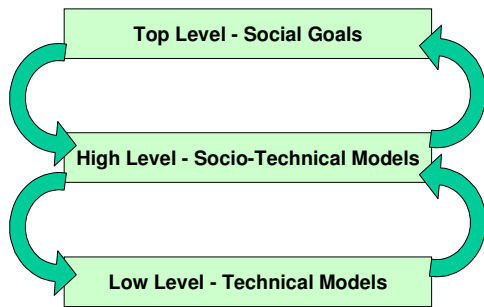 Top Level - Social Goals
High Level - Socio-Technical Models
Low Level - Technical Models